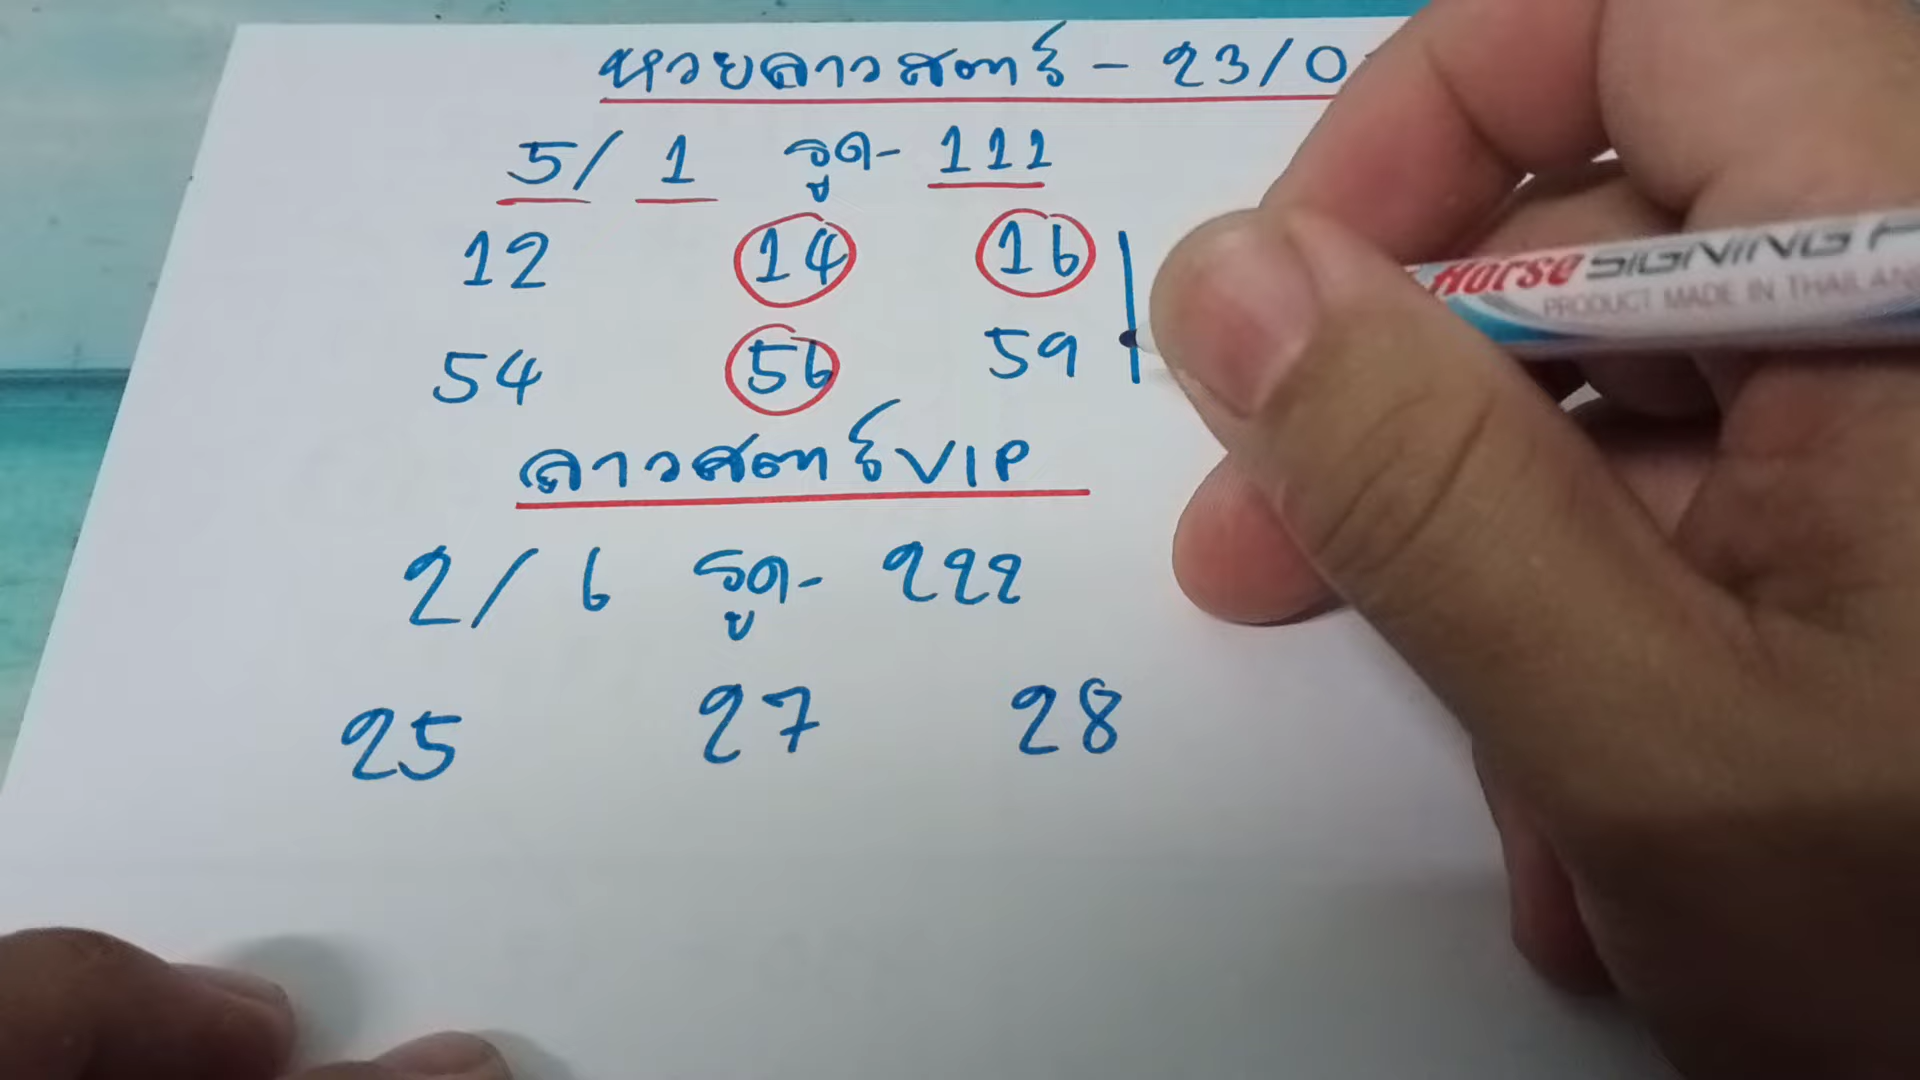 หวยลาวสตาร์ - 23/0
5/ 1 รูด- 111
12 14 16
54 56 59
ลาวสตาร์ VIP
2/6 รูด- 222
25 27 28
Horse SIGNING
PRODUCT MADE IN THAILAN